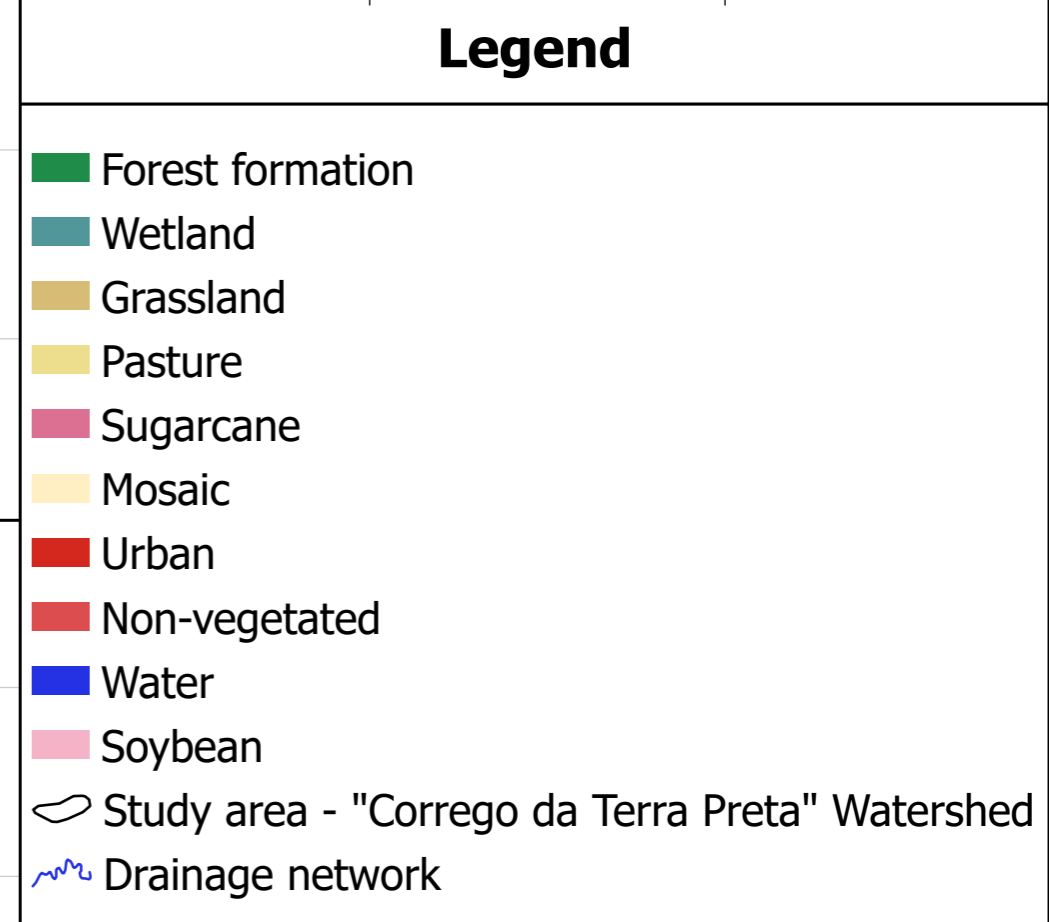 Legend
Forest formation
Wetland
Grassland
Pasture
Sugarcane
Mosaic
Urban
Non-vegetated
Water
Soybean
Study area - "Corrego da Terra Preta" Watershed
Drainage network